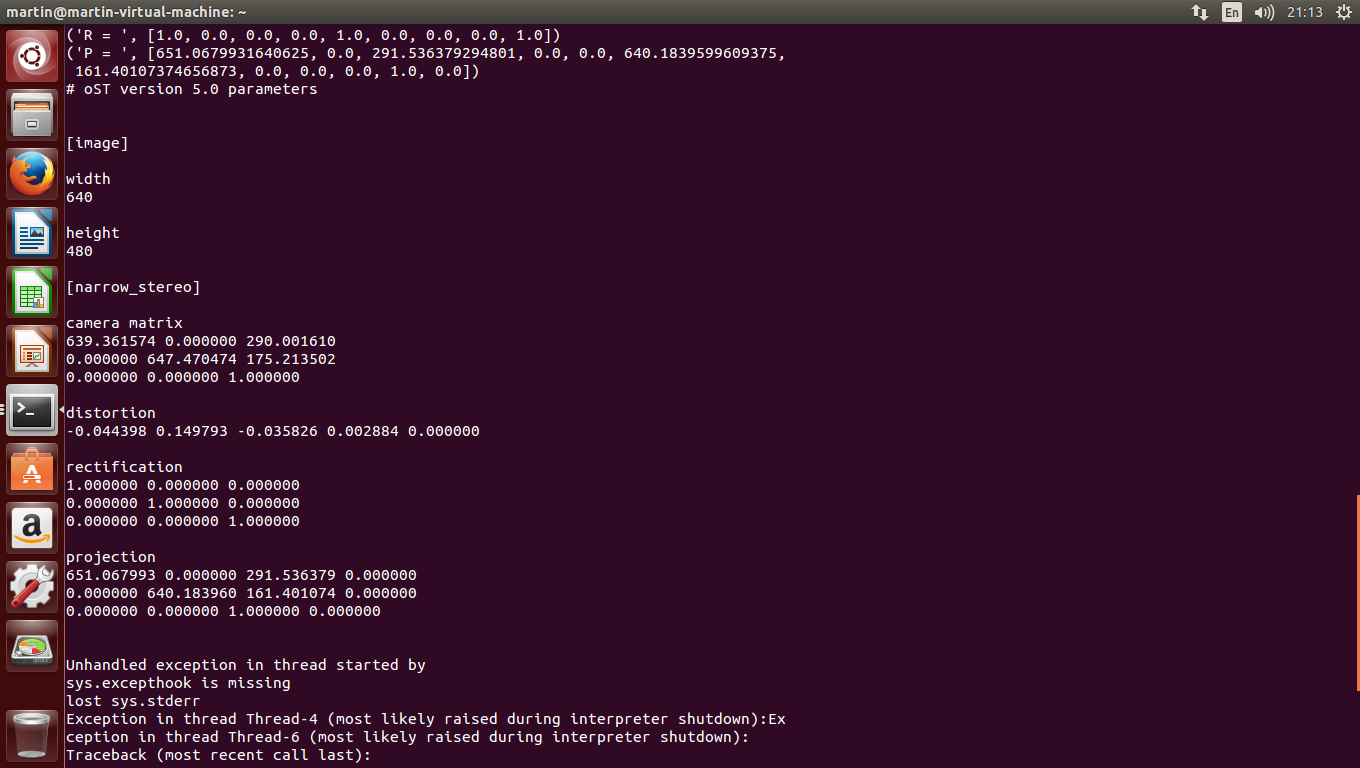 martin@martin-virtual-machine: ~
En
21:13
('R = ', [1.0, 0.0, 0.0, 0.0, 1.0, 0.0, 0.0, 0.0, 1.0])
('P = ', [651.0679931640625, 0.0, 291.536379294801, 0.0, 0.0, 640.1839599609375,
161.40107374656873, 0.0, 0.0, 0.0, 1.0, 0.0])
# oST version 5.0 parameters
[image]
width
640
height
480
[narrow_stereo]
camera matrix
639.361574 0.000000 290.001610
0.000000 647.470474 175.213502
0.000000 0.000000 1.000000
distortion
-0.044398 0.149793 -0.035826 0.002884 0.000000
rectification
1.000000 0.000000 0.000000
0.000000 1.000000 0.000000
0.000000 0.000000 1.000000
projection
651.067993 0.000000 291.536379 0.000000
0.000000 640.183960 161.401074 0.000000
0.000000 0.000000 1.000000 0.000000
Unhandled exception in thread started by
sys.excepthook is missing
lost sys.stderr
Exception in thread Thread-4 (most likely raised during interpreter shutdown):Ex
ception in thread Thread-6 (most likely raised during interpreter shutdown):
Traceback (most recent call last):